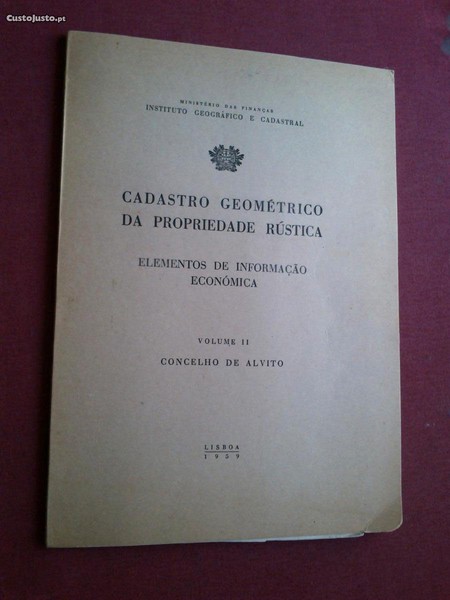 CustoJusto.pt
MINISTÉRIO DAS FINANÇAS
INSTITUTO GEOGRÁFICO E CADASTRAL
CADASTRO GEOMÉTRICO
DA PROPRIEDADE RÚSTICA
ELEMENTOS DE INFORMAÇÃO
ECONÓMICA
VOLUME II
CONCELHO DE ALVITO
LISBOA
1959